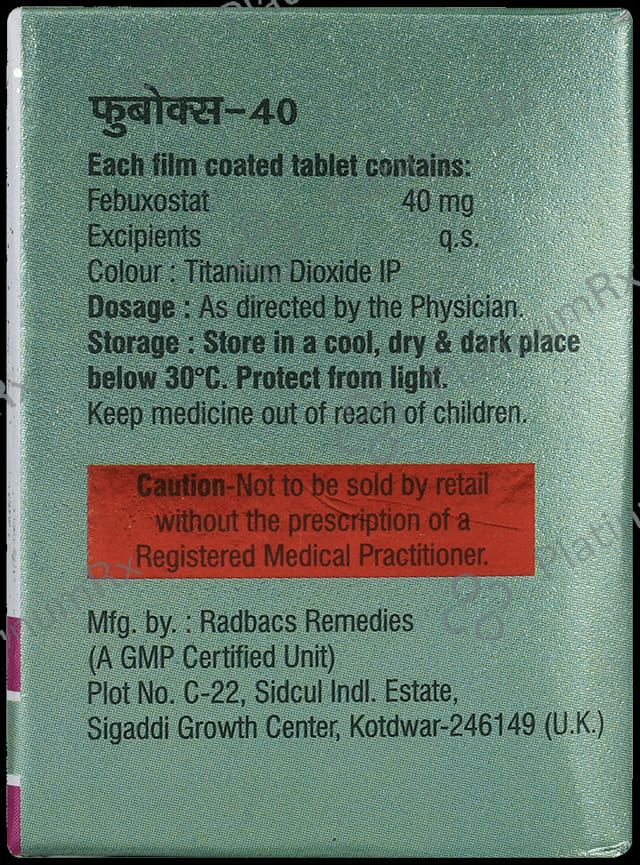 फुबोक्स-40
Each film coated tablet contains:
Febuxostat 40 mg
Excipients q.s.
Colour : Titanium Dioxide IP
Dosage : As directed by the Physician.
Storage : Store in a cool, dry & dark place
below 30°C. Protect from light.
Keep medicine out of reach of children.
Caution-Not to be sold by retail
without the prescription of a
Registered Medical Practitioner.
Mfg. by. : Radbacs Remedies
(A GMP Certified Unit)
Plot No. C-22, Sidcul Indl. Estate,
Sigaddi Growth Center, Kotdwar-246149 (U.K.)